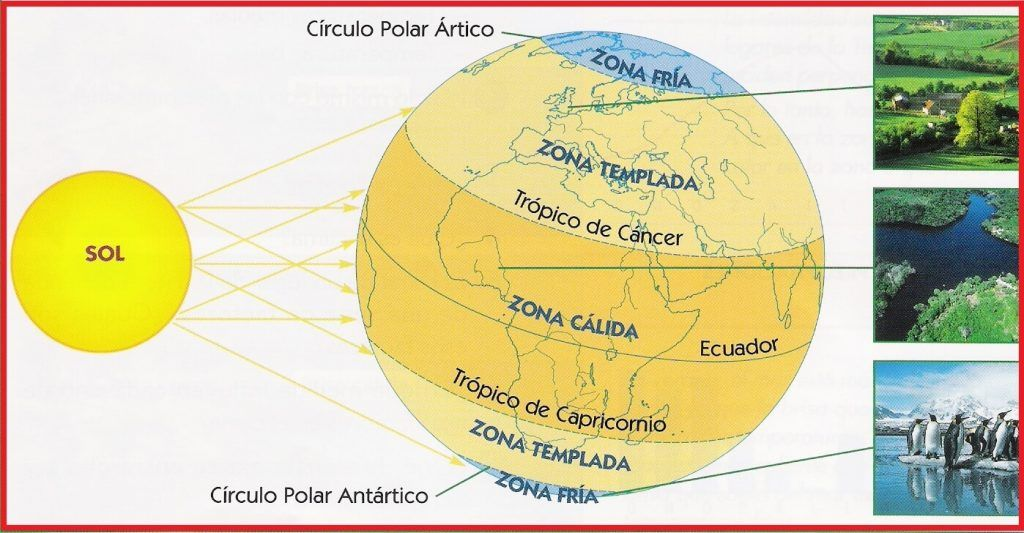 Círculo Polar Ártico
ZONA FRÍA
ZONA TEMPLADA
Trópico de Cáncer
SOL
ZONA CÁLIDA
Ecuador
Trópico de Capricornio
ZONA TEMPLADA
Círculo Polar Antártico
ZONA FRÍA